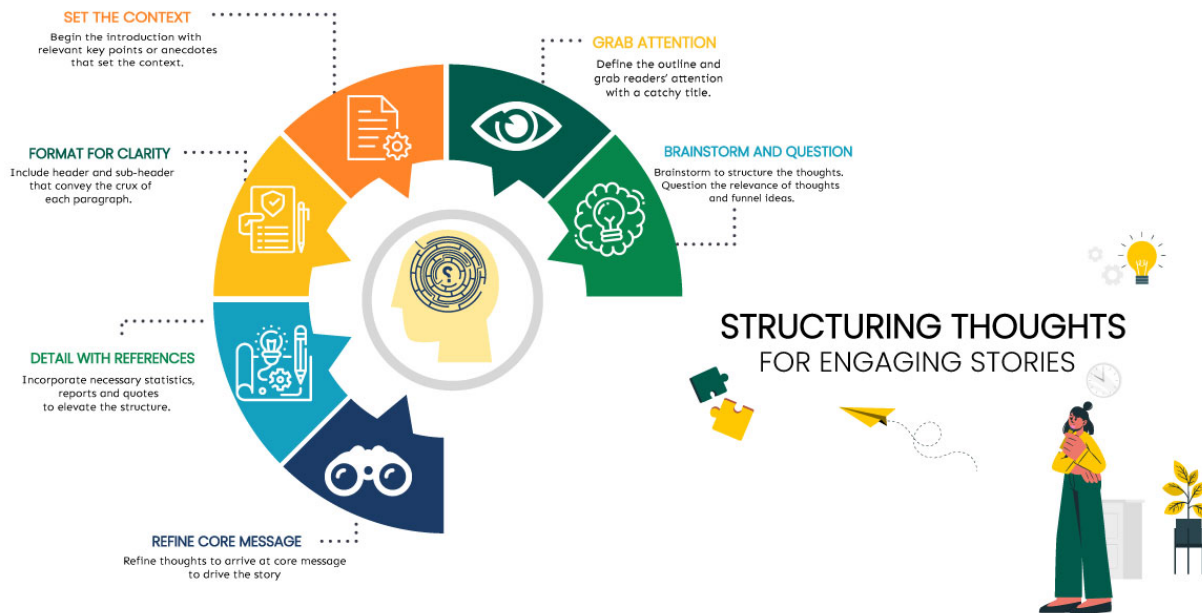 SET THE CONTEXT
Begin the introduction with
relevant key points or anecdotes
that set the context.
GRAB ATTENTION
Define the outline and
grab readers' attention
with a catchy title.
FORMAT FOR CLARITY
Include header and sub-header
that convey the crux of
each paragraph.
BRAINSTORM AND QUESTION
Brainstorm to structure the thoughts.
Question the relevance of thoughts
and funnel ideas.
?
STRUCTURING THOUGHTS
FOR ENGAGING STORIES
DETAIL WITH REFERENCES
Incorporate necessary statistics,
reports and quotes
to elevate the structure.
REFINE CORE MESSAGE
Refine thoughts to arrive at core message
to drive the story